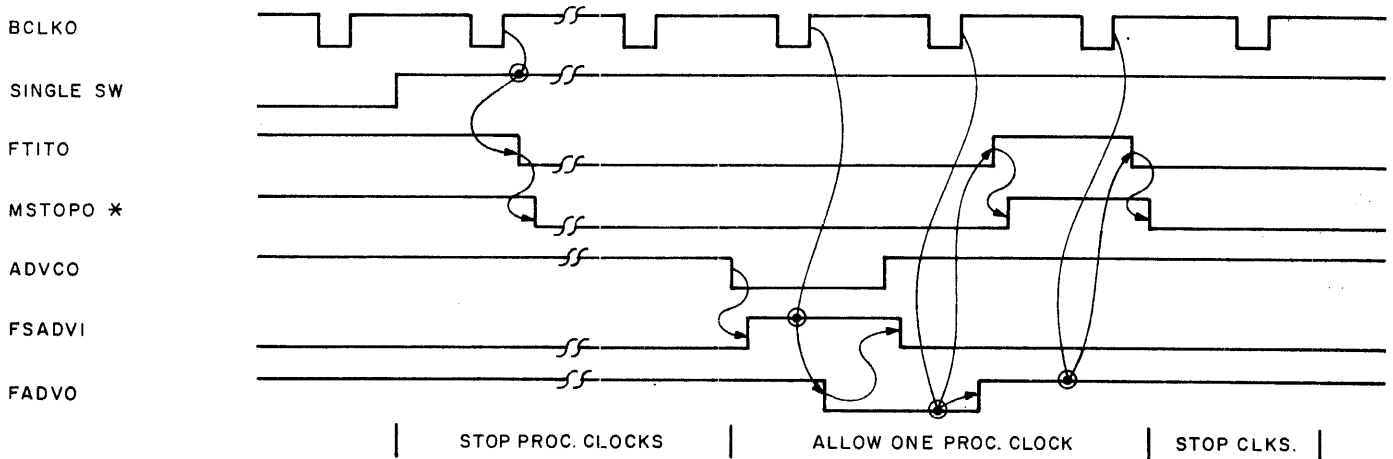 BCLKO
SINGLE SW
FTITO
MSTOPO *
ADVCO
FSADVI
FADVO
STOP PROC. CLOCKS
ALLOW ONE PROC. CLOCK
STOP CLKS.